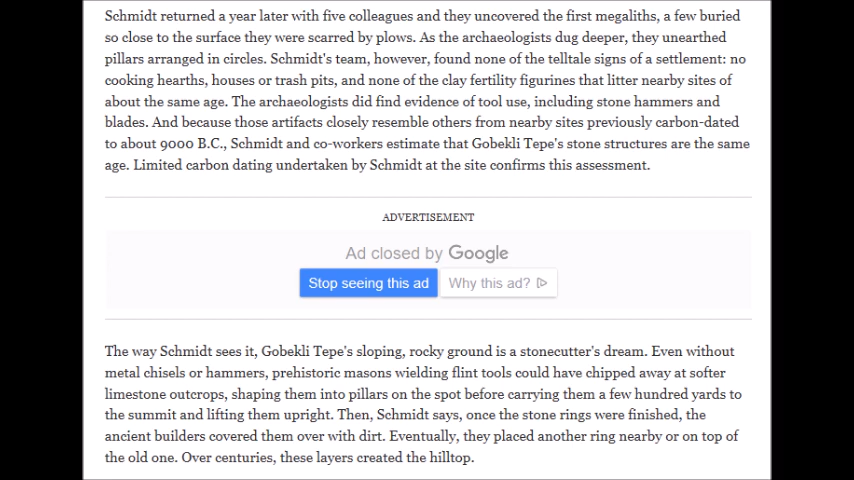 Schmidt returned a year later with five colleagues and they uncovered the first megaliths, a few buried
so close to the surface they were scarred by plows. As the archaeologists dug deeper, they unearthed
pillars arranged in circles. Schmidt's team, however, found none of the telltale signs of a settlement: no
cooking hearths, houses or trash pits, and none of the clay fertility figurines that litter nearby sites of
about the same age. The archaeologists did find evidence of tool use, including stone hammers and
blades. And because those artifacts closely resemble others from nearby sites previously carbon-dated
to about 9000 B.C., Schmidt and co-workers estimate that Gobekli Tepe's stone structures are the same
age. Limited carbon dating undertaken by Schmidt at the site confirms this assessment.
ADVERTISEMENT
Ad closed by Google
Stop seeing this ad Why this ad?
The way Schmidt sees it, Gobekli Tepe's sloping, rocky ground is a stonecutter's dream. Even without
metal chisels or hammers, prehistoric masons wielding flint tools could have chipped away at softer
limestone outcrops, shaping them into pillars on the spot before carrying them a few hundred yards to
the summit and lifting them upright. Then, Schmidt says, once the stone rings were finished, the
ancient builders covered them over with dirt. Eventually, they placed another ring nearby or on top of
the old one. Over centuries, these layers created the hilltop.